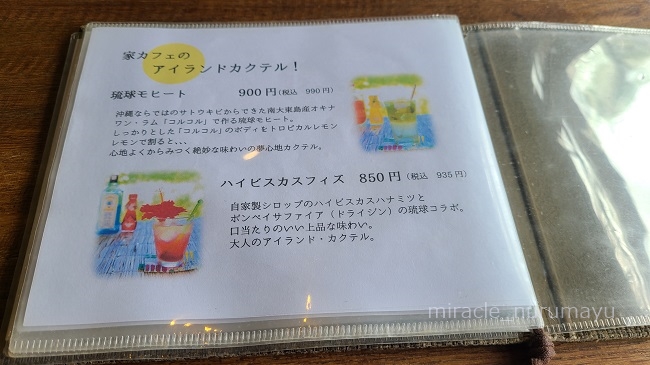 家カフェの
アイランドカクテル！
琉球モヒート 900円（税込 990円）
沖縄ならではのサトウキビからできた南大東島産オキナ
ワン・ラム「コルコル」で作る琉球モヒート。
しっかりとした「コルコル」のボディをトロピカルレモン
レモンで割ると、、、
心地よくからみつく絶妙な味わいの夢心地カクテル。
ハイビスカスフィズ 850円（税込 935円）
自家製シロップのハイビスカスハナミツと
ボンベイサファイア（ドライジン）の琉球コラボ。
口当たりのいい上品な味わい。
大人のアイランド・カクテル。
miracle_nurumayu